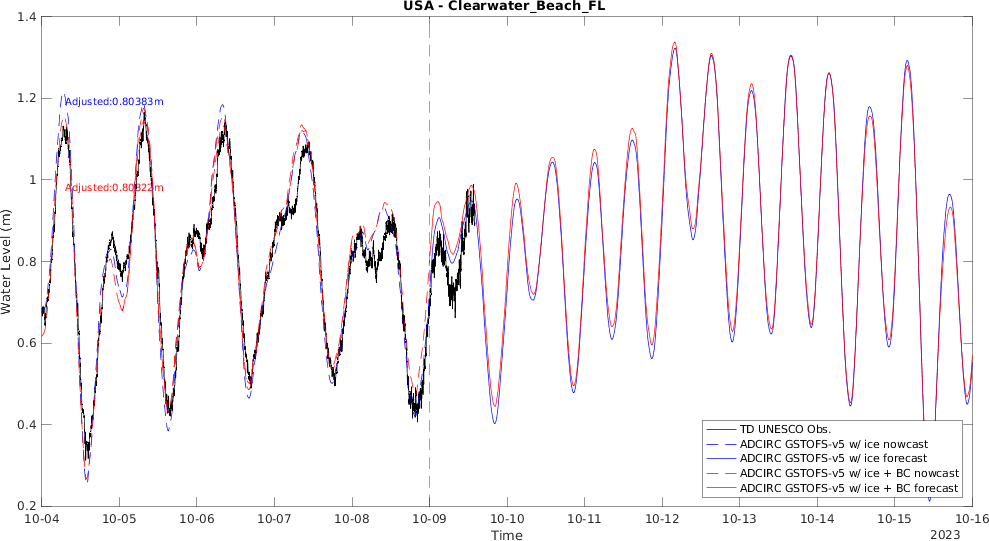 USA - Clearwater_Beach_FL
1.4
1.2
1
0.8
0.6
0.4
0.2
Water Level (m)
Adjusted:0.80383m
Adjusted:0.80322m
TD UNESCO Obs.
ADCIRC GSTOFS-v5 w/ ice nowcast
ADCIRC GSTOFS-v5 w/ ice forecast
ADCIRC GSTOFS-v5 w/ ice + BC nowcast
ADCIRC GSTOFS-v5 w/ ice + BC forecast
10-04 10-05 10-06 10-07 10-08 10-09 10-10 10-11 10-12 10-13 10-14 10-15 10-16
Time
2023